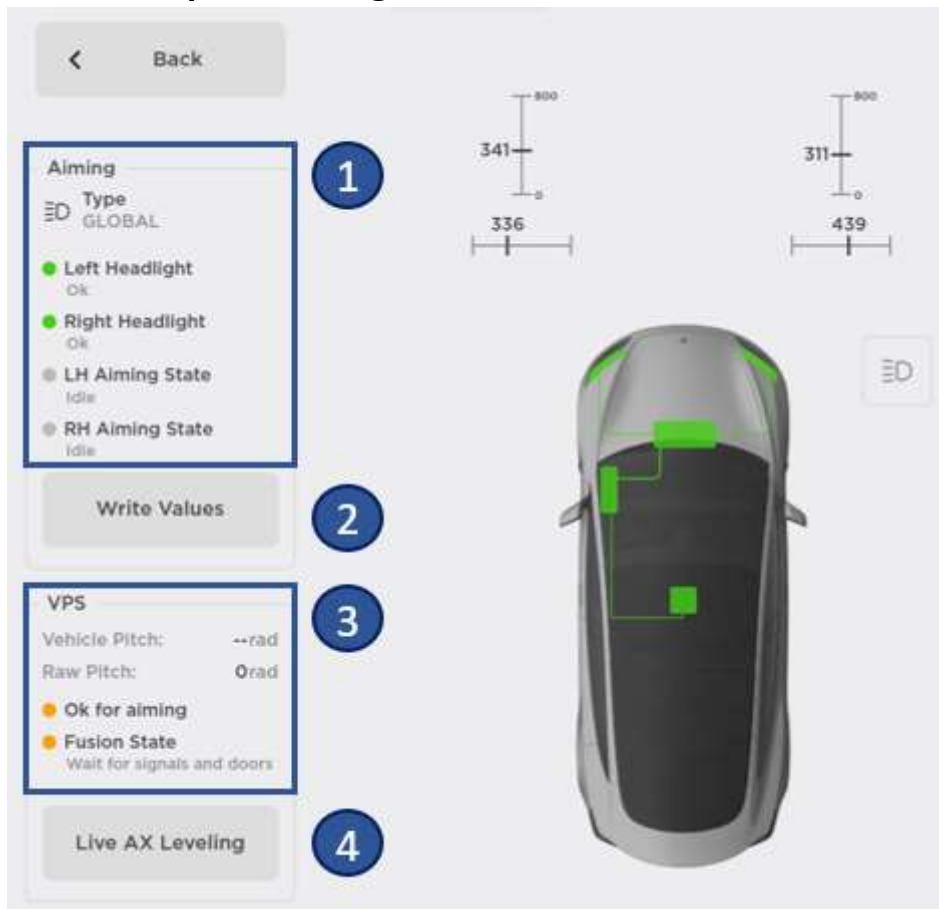 Back
Aiming
Type
GLOBAL
Left Headlight
Ok
Right Headlight
Ok
LH Aiming State
Idle
RH Aiming State
Idle
1
Write Values
2
VPS
Vehicle Pitch: --rad
Raw Pitch: 0rad
Ok for aiming
Fusion State
Wait for signals and doors
3
Live AX Leveling
4
800
341
0
336
800
311
0
439